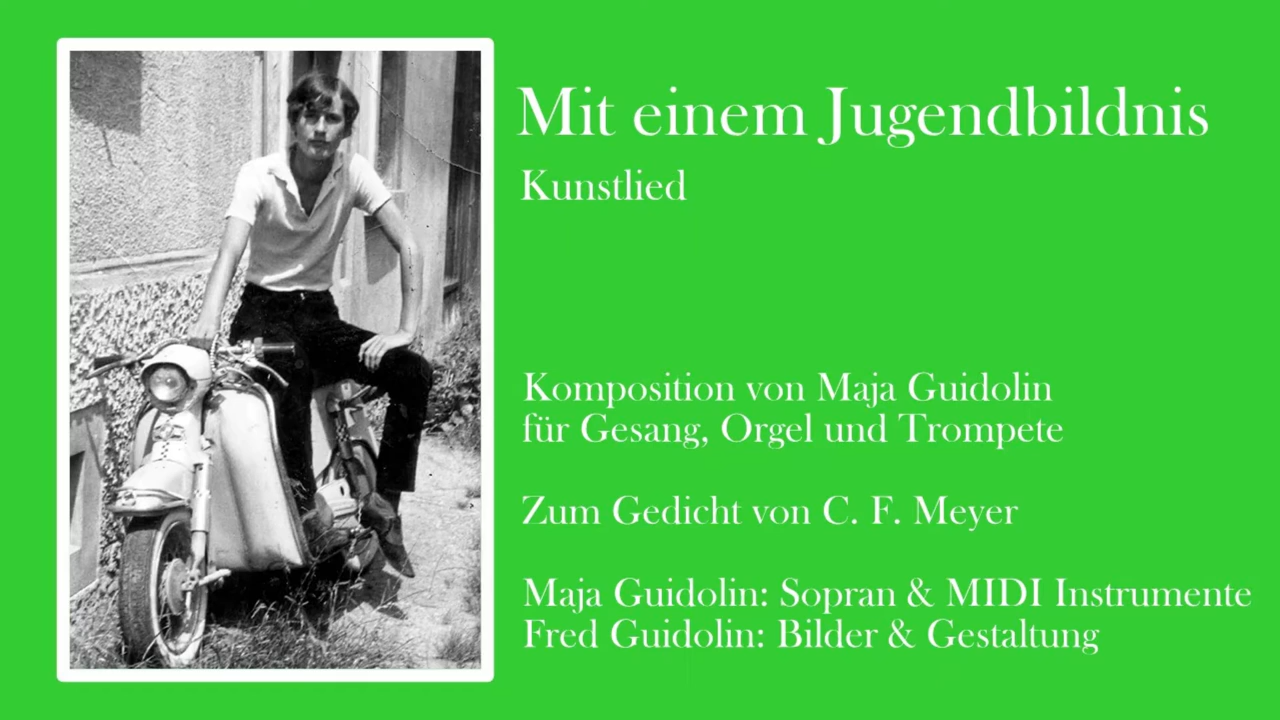 Mit einem Jugendbildnis
Kunstlied
Komposition von Maja Guidolin
für Gesang, Orgel und Trompete
Zum Gedicht von C. F. Meyer
Maja Guidolin: Sopran & MIDI Instrumente
Fred Guidolin: Bilder & Gestaltung